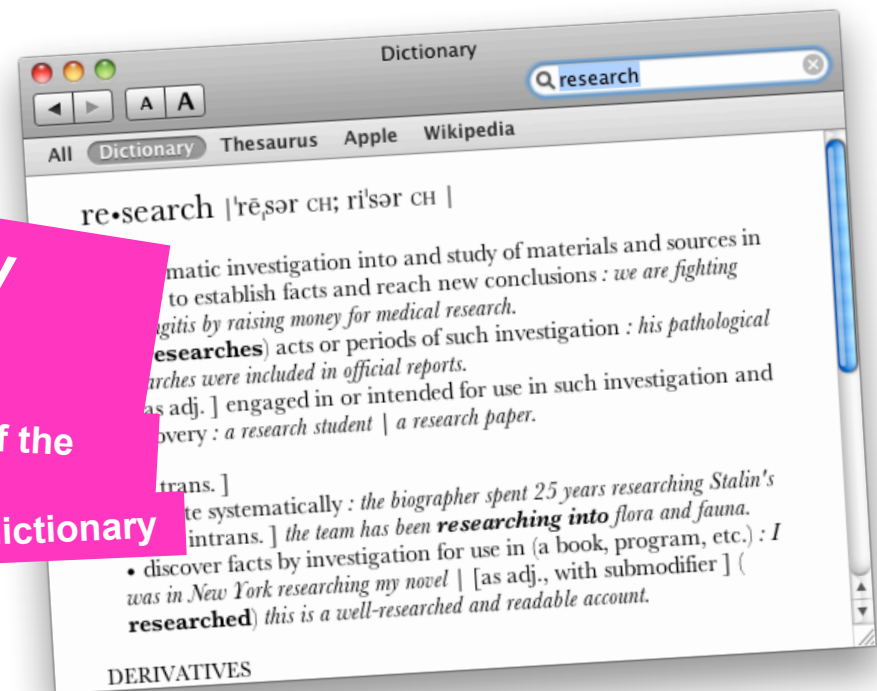 Dictionary
research
A A
All Dictionary Thesaurus Apple Wikipedia
re•search |ˈrēˌsər CH; riˈsər CH |
matic investigation into and study of materials and sources in
to establish facts and reach new conclusions : we are fighting
gitis by raising money for medical research.
esearches) acts or periods of such investigation : his pathological
arches were included in official reports.
as adj. ] engaged in or intended for use in such investigation and
overy : a research student | a research paper.
f the
trans. ]
te systematically : the biographer spent 25 years researching Stalin's
ictionary
intrans. ] the team has been researching into flora and fauna.
• discover facts by investigation for use in (a book, program, etc.) : I
was in New York researching my novel | [as adj., with submodifier ] (
researched) this is a well-researched and readable account.
DERIVATIVES